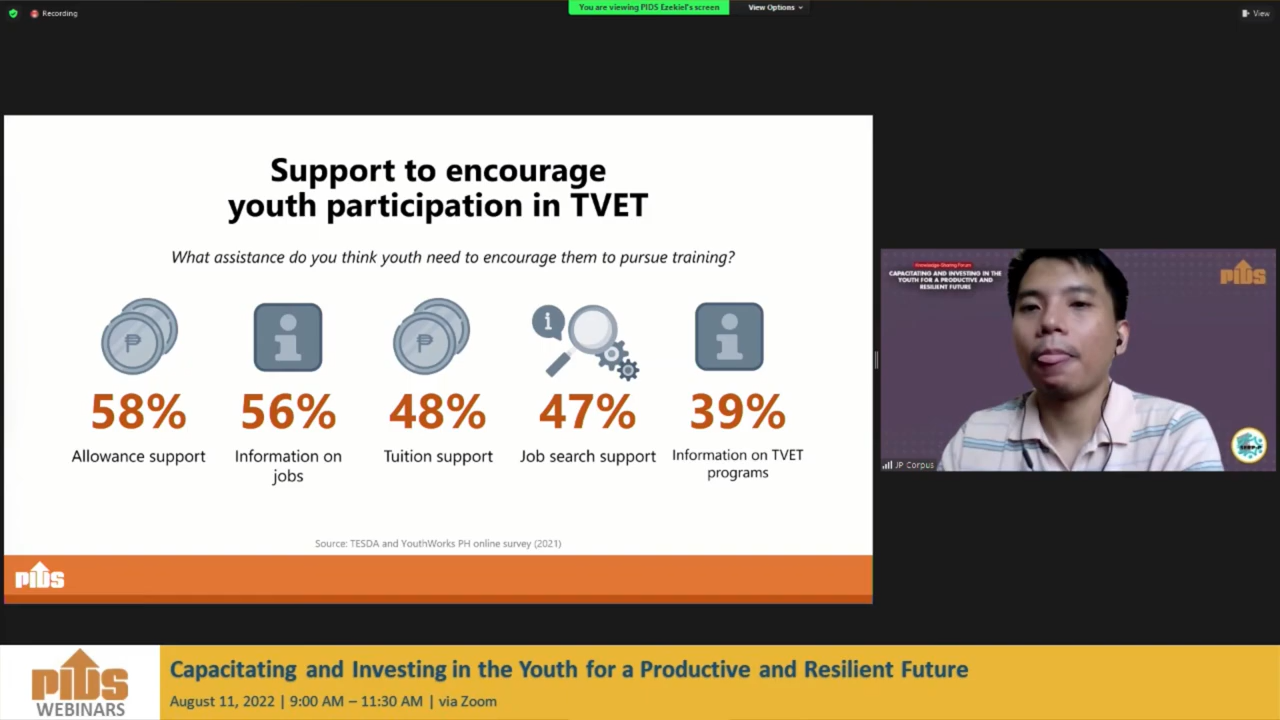 Recording
You are viewing PIDS Ezekiel's screen
View Options
View
Support to encourage
youth participation in TVET
What assistance do you think youth need to encourage them to pursue training?
58%
Allowance support
56%
Information on
jobs
48%
Tuition support
47%
Job search support
39%
Information on TVET
programs
Source: TESDA and YouthWorks PH online survey (2021)
PIDS
Knowledge Sharing Forum
CAPACITATING AND INVESTING IN THE
YOUTH FOR A PRODUCTIVE AND
RESILIENT FUTURE
PIDS
JP Corpus
PIDS
WEBINARS
Capacitating and Investing in the Youth for a Productive and Resilient Future
August 11, 2022 | 9:00 AM – 11:30 AM | via Zoom